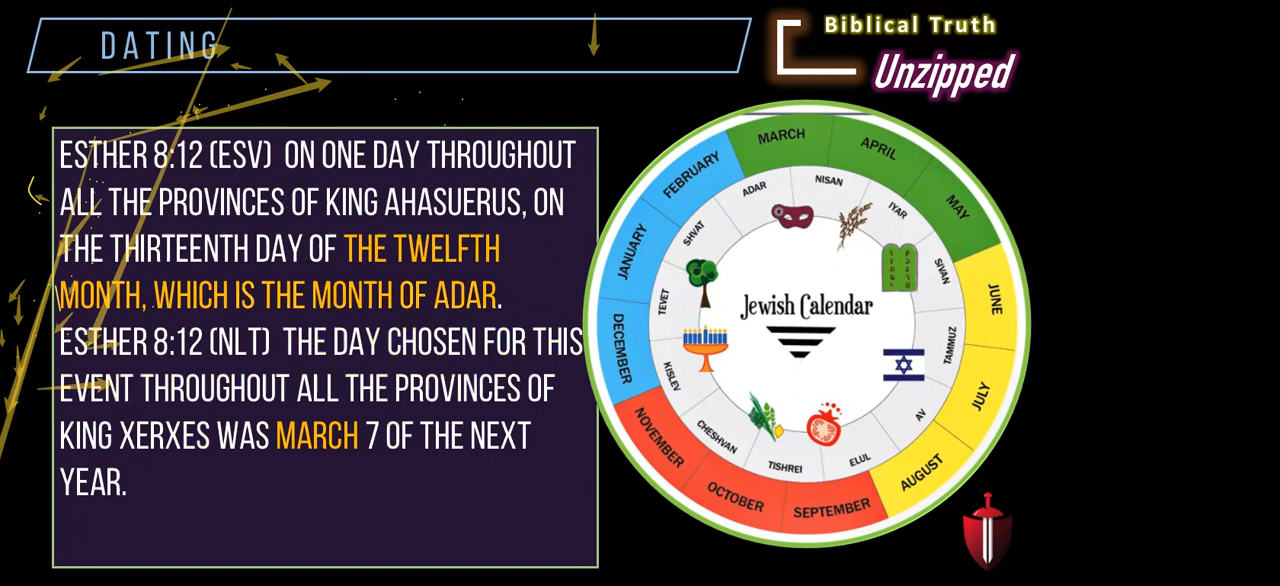 DATING
Biblical Truth
Unzipped
ESTHER 8:12 (ESV) ON ONE DAY THROUGHOUT
ALL THE PROVINCES OF KING AHASUERUS, ON
THE THIRTEENTH DAY OF THE TWELFTH
MONTH, WHICH IS THE MONTH OF ADAR.
ESTHER 8:12 (NLT) THE DAY CHOSEN FOR THIS
EVENT THROUGHOUT ALL THE PROVINCES OF
KING XERXES WAS MARCH 7 OF THE NEXT
YEAR.
MARCH
APRIL
MAY
JUNE
JULY
AUGUST
SEPTEMBER
OCTOBER
NOVEMBER
DECEMBER
JANUARY
FEBRUARY
ADAR
NISAN
IYAR
SIVAN
TAMMUZ
AV
ELUL
TISHREI
CHESHVAN
KISLEV
TEVET
SHVAT
Jewish Calendar